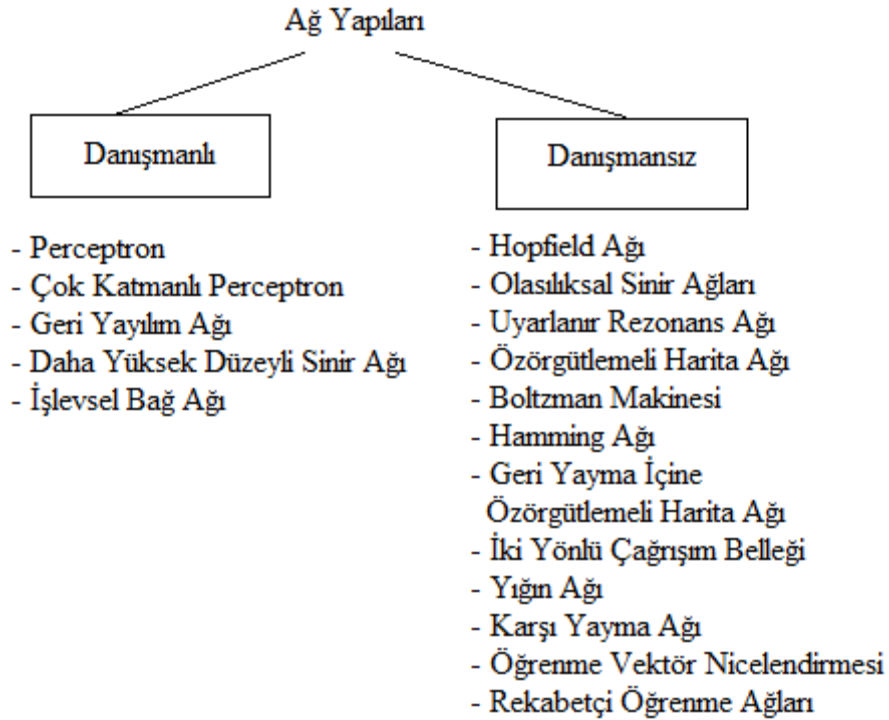 Ağ Yapıları
Danışmanlı
- Perceptron
- Çok Katmanlı Perceptron
- Geri Yayılım Ağı
- Daha Yüksek Düzeyli Sinir Ağı
- İşlevsel Bağ Ağı
Danışmansız
- Hopfield Ağı
- Olasılıksal Sinir Ağları
- Uyarlanır Rezonans Ağı
- Özörgütlemeli Harita Ağı
- Boltzman Makinesi
- Hamming Ağı
- Geri Yayma İçine
Özörgütlemeli Harita Ağı
- İki Yönlü Çağrışım Belleği
- Yığın Ağı
- Karşı Yayma Ağı
- Öğrenme Vektör Nicelendirmesi
- Rekabetçi Öğrenme Ağları